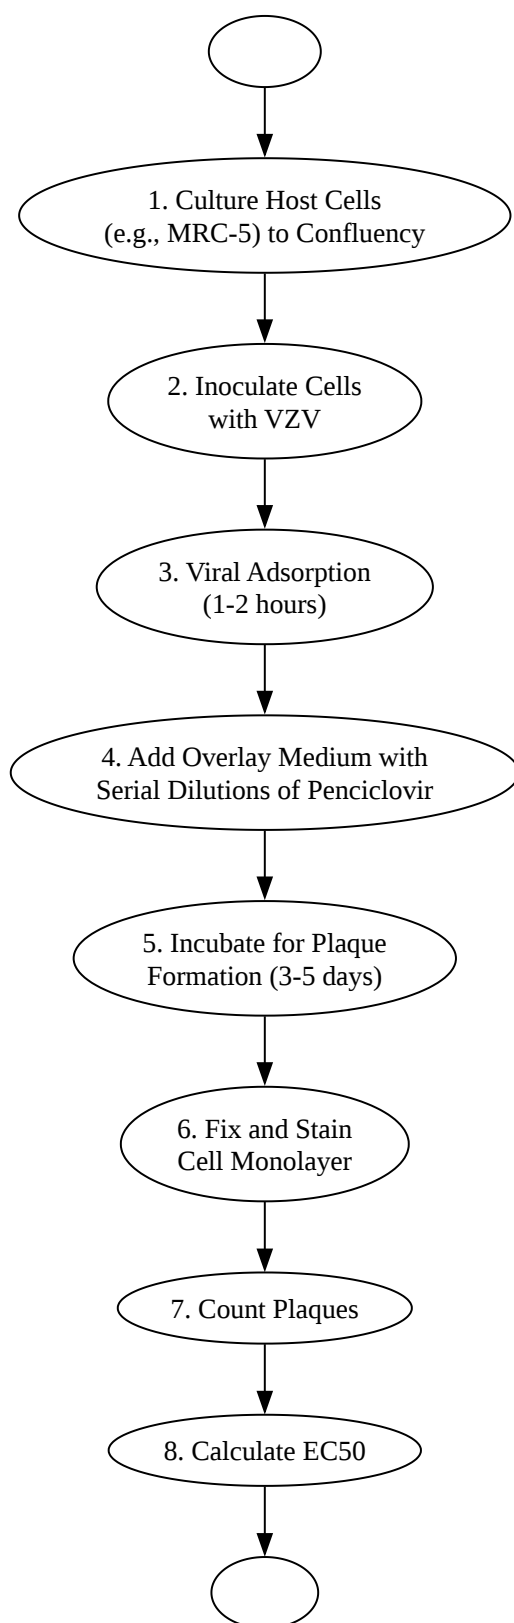 1. Culture Host Cells
(e.g., MRC-5) to Confluency
2. Inoculate Cells
with VZV
3. Viral Adsorption
(1-2 hours)
4. Add Overlay Medium with
Serial Dilutions of Penciclovir
5. Incubate for Plaque
Formation (3-5 days)
6. Fix and Stain
Cell Monolayer
7. Count Plaques
8. Calculate EC50